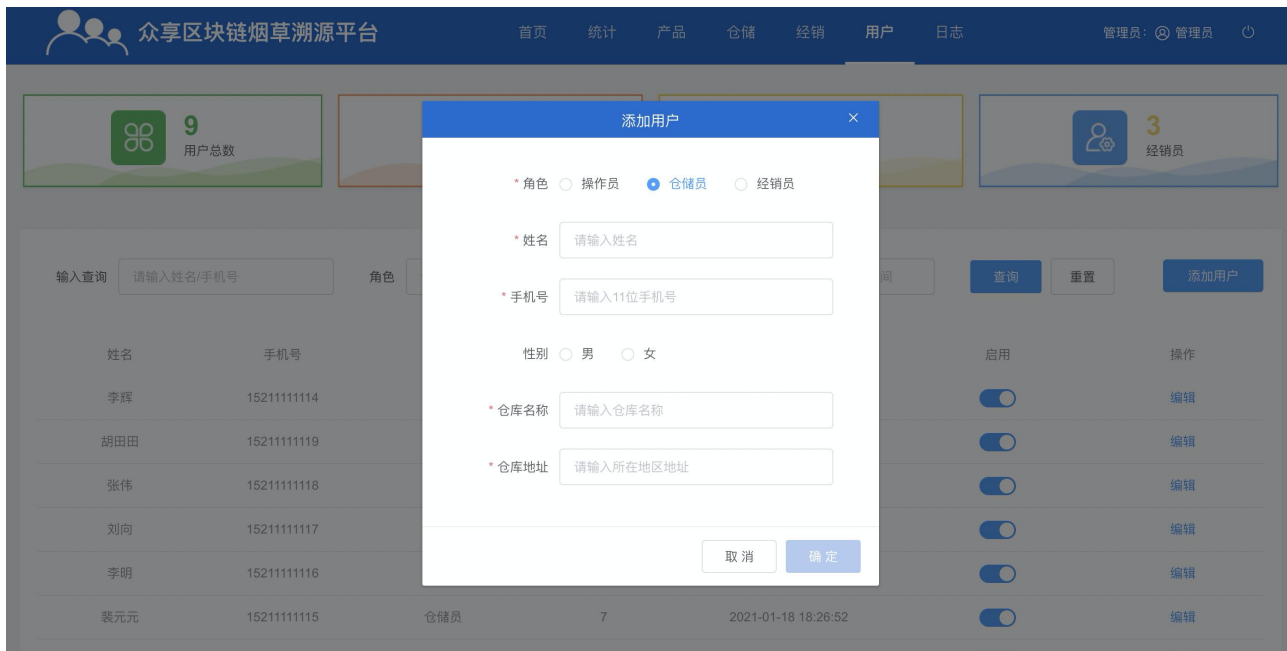 众享区块链烟草溯源平台
首页 统计 产品 仓储 经销 用户 日志
管理员: 管理员
9
用户总数
3
经销员
添加用户
* 角色 操作员 仓储员 经销员
* 姓名 请输入姓名
输入查询 请输入姓名/手机号 角色 间 查询 重置 添加用户
* 手机号 请输入11位手机号
性别 男 女
姓名 手机号 启用 操作
李辉 15211111114 编辑
* 仓库名称 请输入仓库名称
胡田田 15211111119 编辑
* 仓库地址 请输入所在地区地址
张伟 15211111118 编辑
刘向 15211111117 编辑
取消 确定
李明 15211111116 编辑
裴元元 15211111115 仓储员 7 2021-01-18 18:26:52 编辑